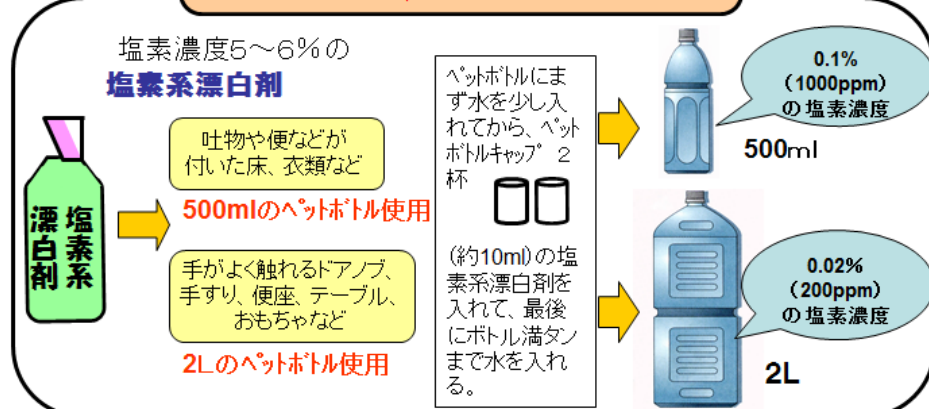 塩素濃度5～6%の
塩素系漂白剤
塩素系
漂白剤
吐物や便などが
付いた床、衣類など
500mlのﾍﾟｯﾄﾎﾞﾄﾙ使用
手がよく触れるドアノブ、
手すり、便座、テーブル、
おもちゃなど
2Lのﾍﾟｯﾄﾎﾞﾄﾙ使用
ﾍﾟｯﾄﾎﾞﾄﾙにま
ず水を少し入
れてから、ﾍﾟｯﾄ
ﾎﾞﾄﾙｷｬｯﾌﾟ 2
杯
(約10ml)の塩
素系漂白剤を
入れて、最後
にボトル満タン
まで水を入れ
る。
0.1%
(1000ppm)
の塩素濃度
500ml
0.02%
(200ppm)
の塩素濃度
2L